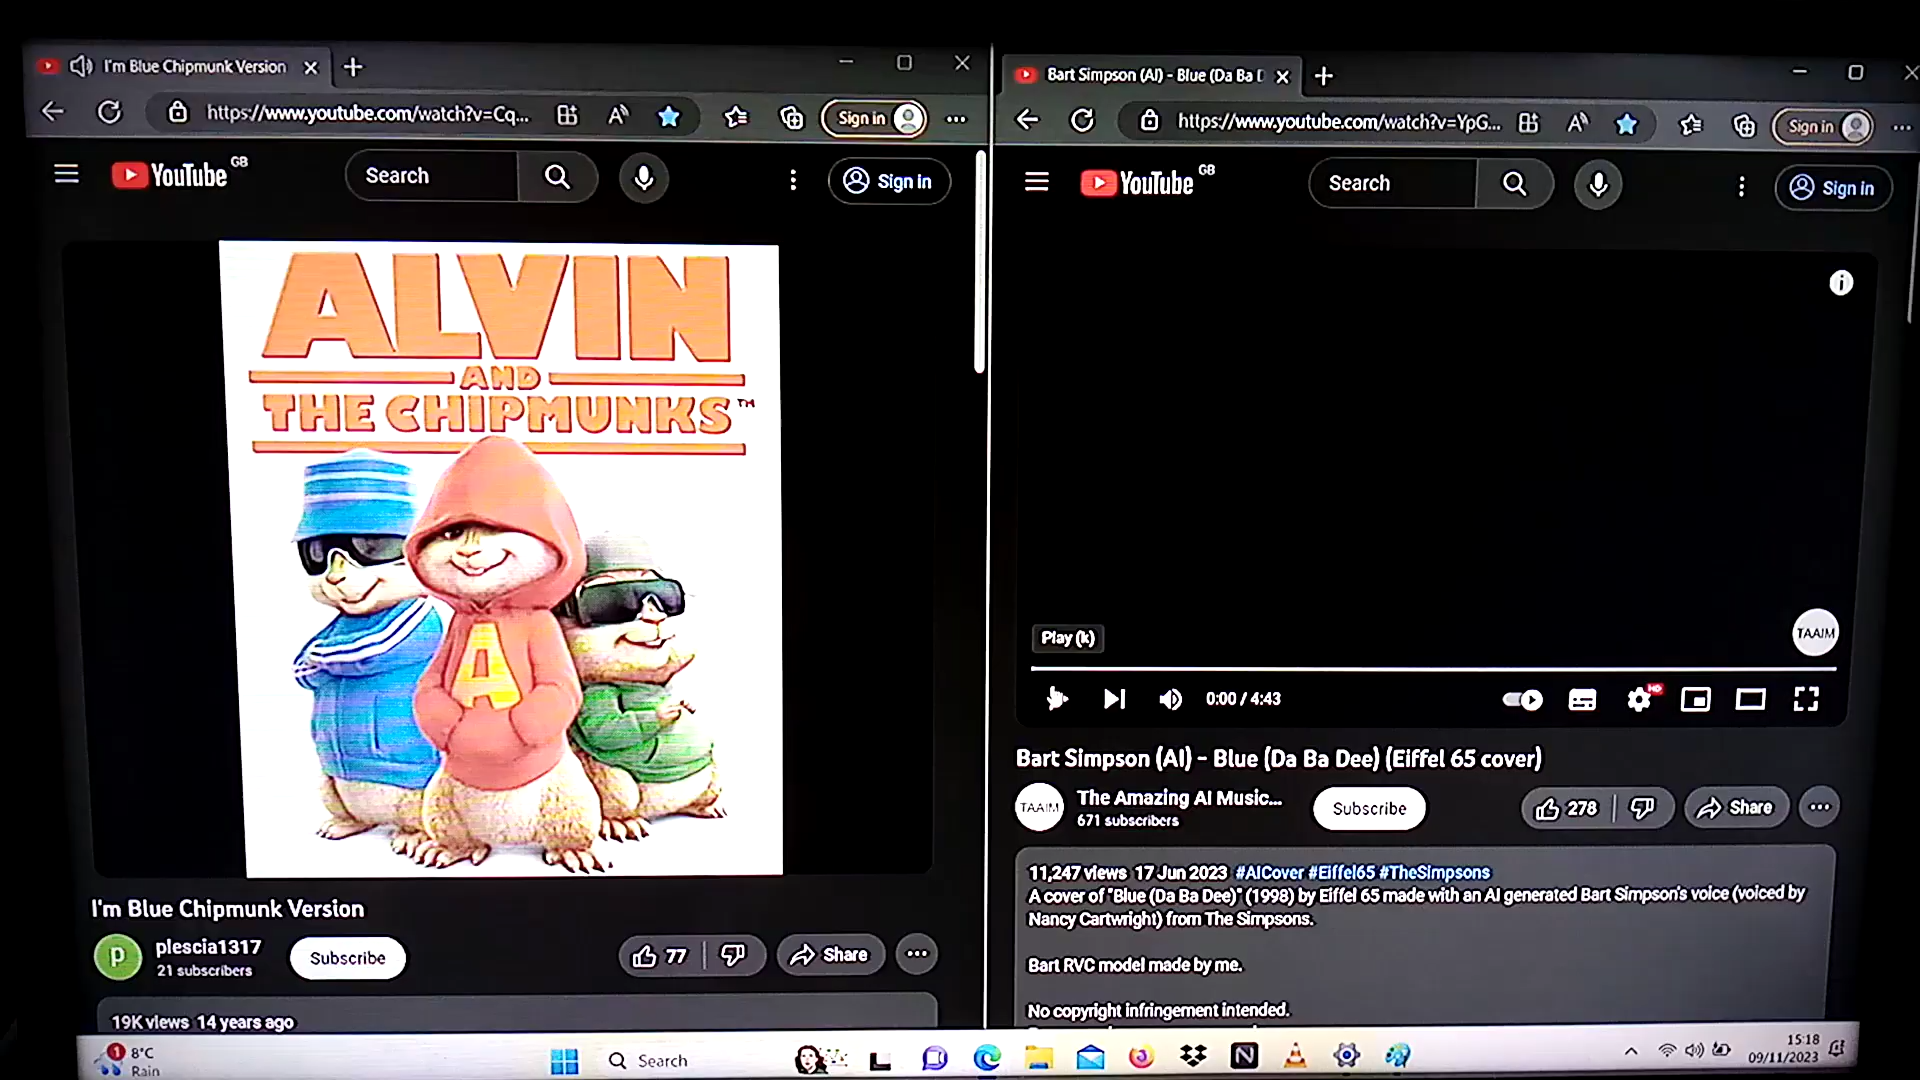 I'm Blue Chipmunk Version
https://www.youtube.com/watch?v=Cq...
Sign in
YouTube GB
Search
Sign in
ALVIN
AND
THE CHIPMUNKS™
A
I'm Blue Chipmunk Version
p
plescia1317
21 subscribers
Subscribe
77
Share
19K views 14 years ago
Bart Simpson (AI) - Blue (Da Ba D
https://www.youtube.com/watch?v=YpG...
Sign in
YouTube GB
Search
Sign in
Play (k)
TAAIM
0:00 / 4:43
HD
Bart Simpson (AI) - Blue (Da Ba Dee) (Eiffel 65 cover)
TAAIM
The Amazing AI Music...
671 subscribers
Subscribe
278
Share
11,247 views 17 Jun 2023 #AICover #Eiffel65 #TheSimpsons
A cover of "Blue (Da Ba Dee)" (1998) by Eiffel 65 made with an AI generated Bart Simpson's voice (voiced by
Nancy Cartwright) from The Simpsons.
Bart RVC model made by me.
No copyright infringement intended.
1
8°C
Rain
Search
15:18
09/11/2023